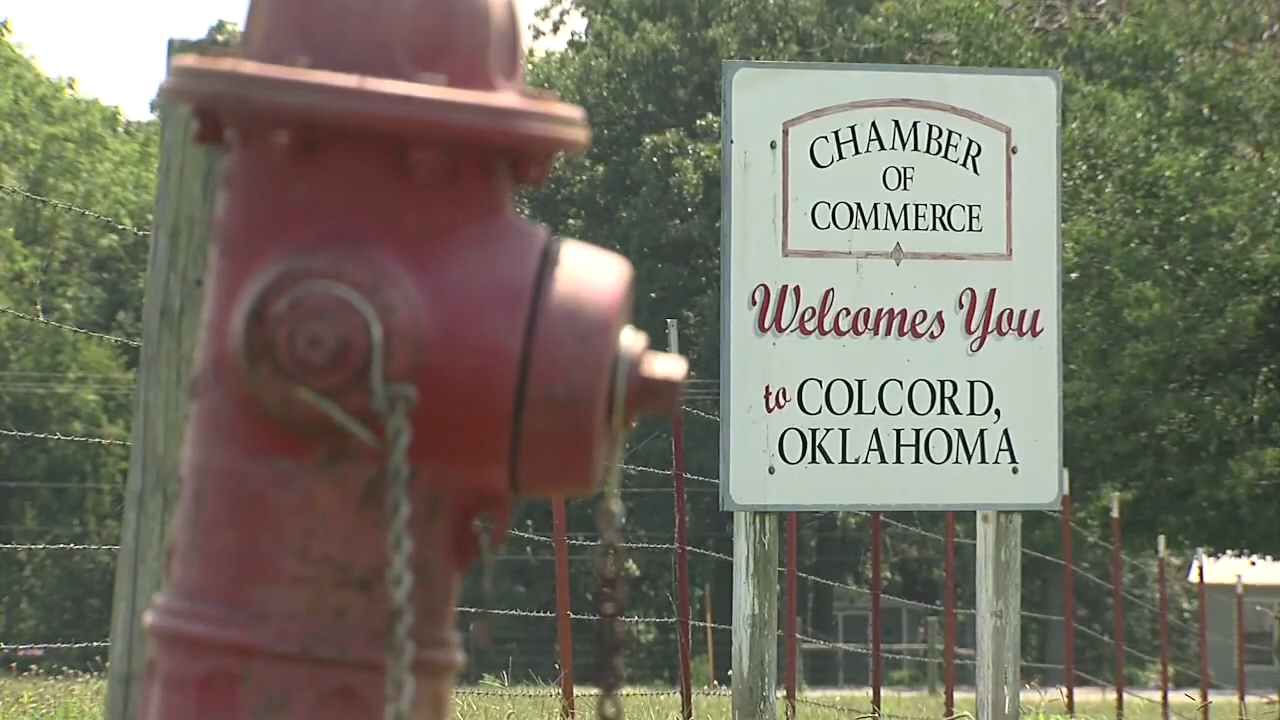 CHAMBER
OF
COMMERCE
Welcomes You
to COLCORD,
OKLAHOMA